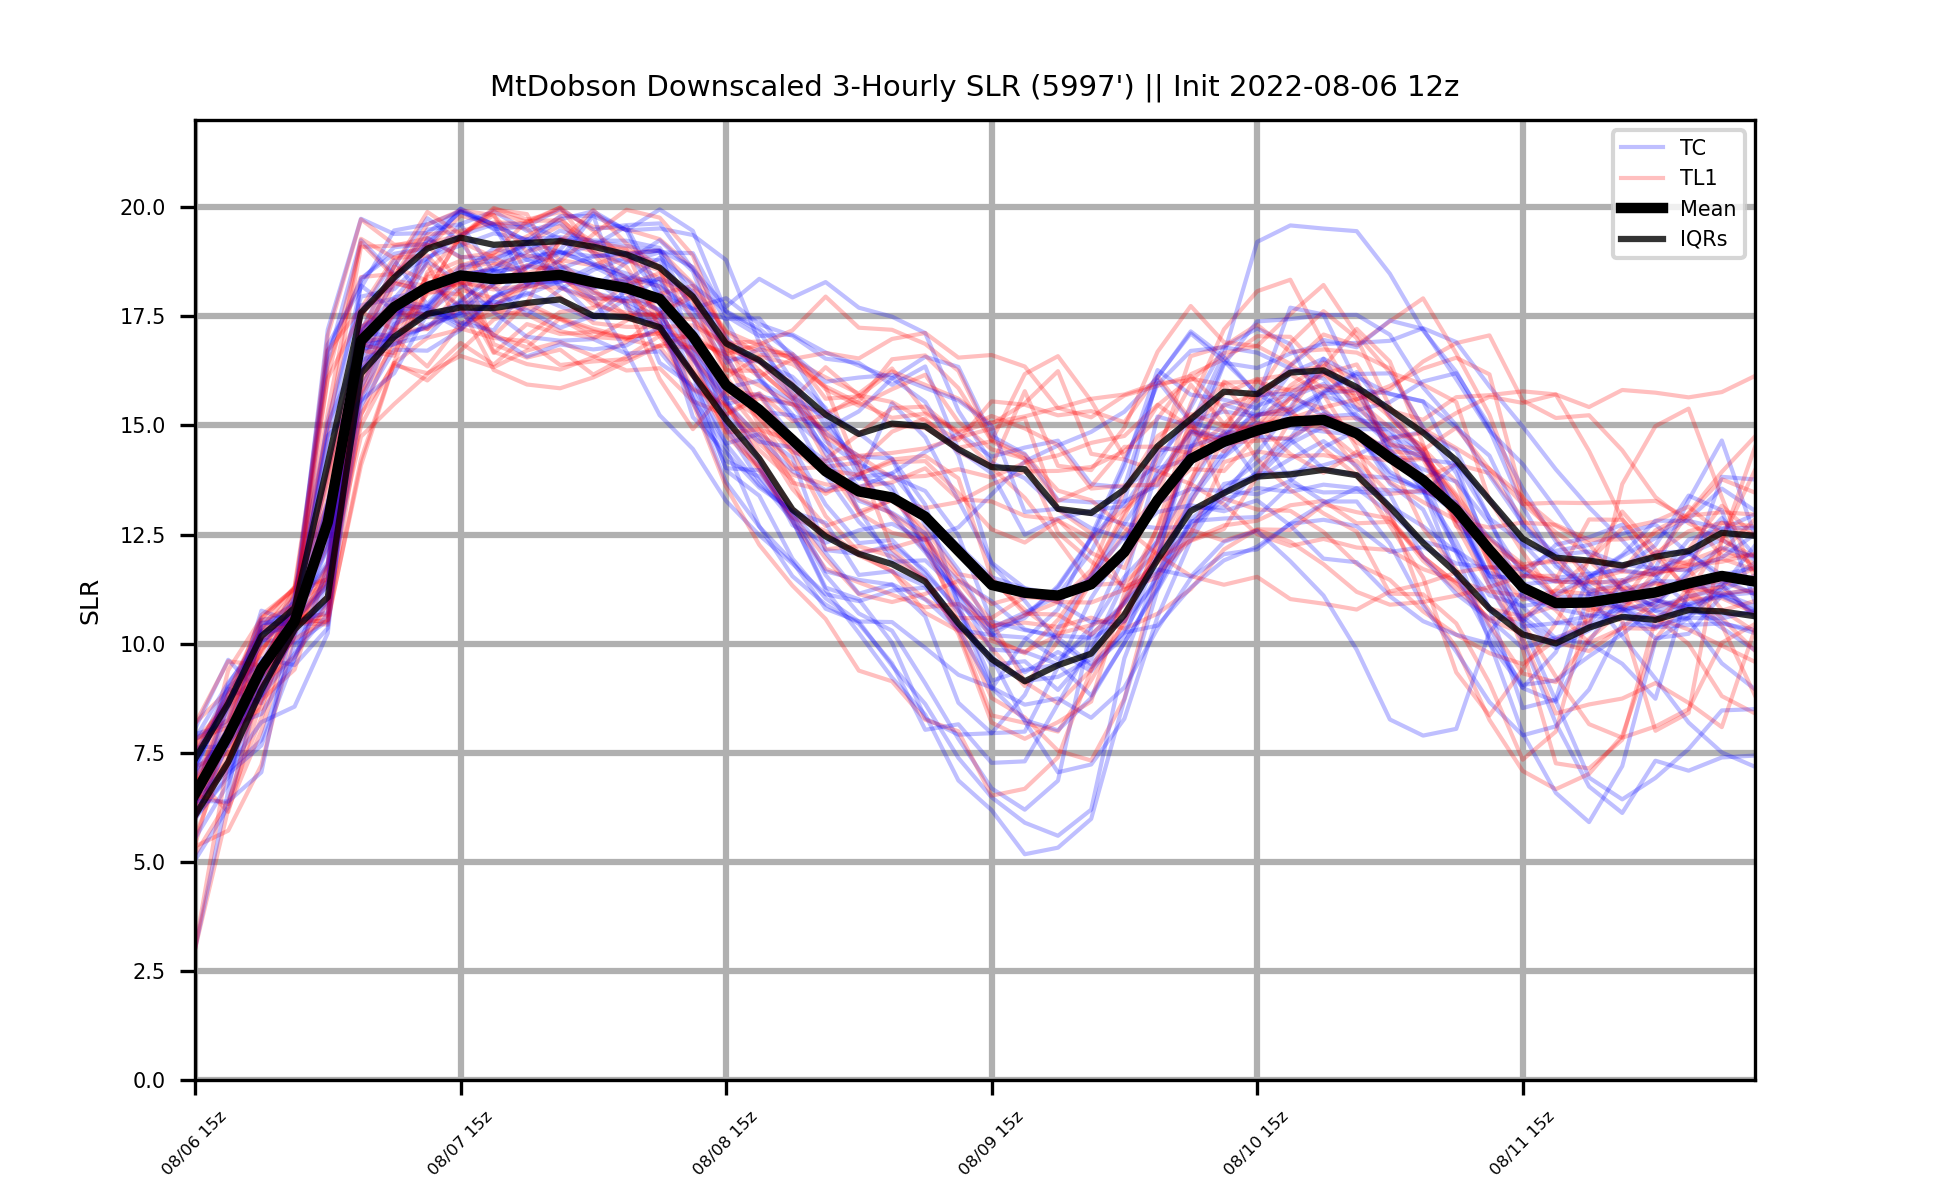 MtDobson Downscaled 3-Hourly SLR (5997') || Init 2022-08-06 12z
TC
TL1
Mean
IQRs
20.0
17.5
15.0
12.5
10.0
7.5
5.0
2.5
0.0
SLR
08/06 15z
08/07 15z
08/08 15z
08/09 15z
08/10 15z
08/11 15z